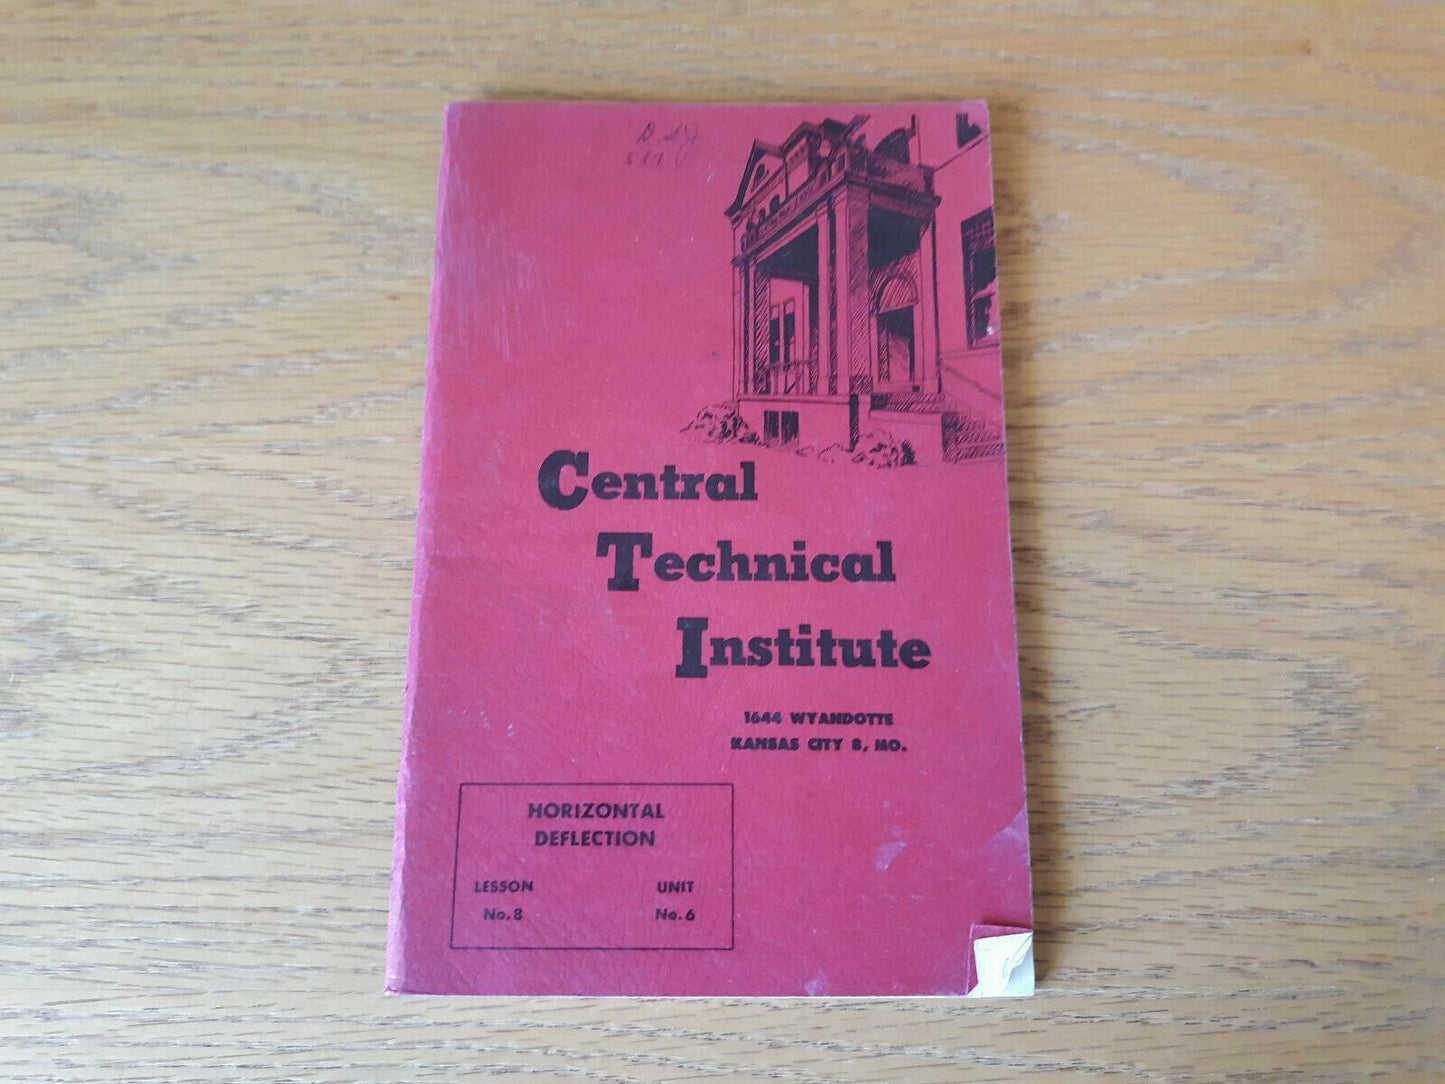 Central
Technical
Institute
1644 WYANDOTTE
KANSAS CITY 8, MO.
HORIZONTAL
DEFLECTION
LESSON UNIT
No. 8 No. 6